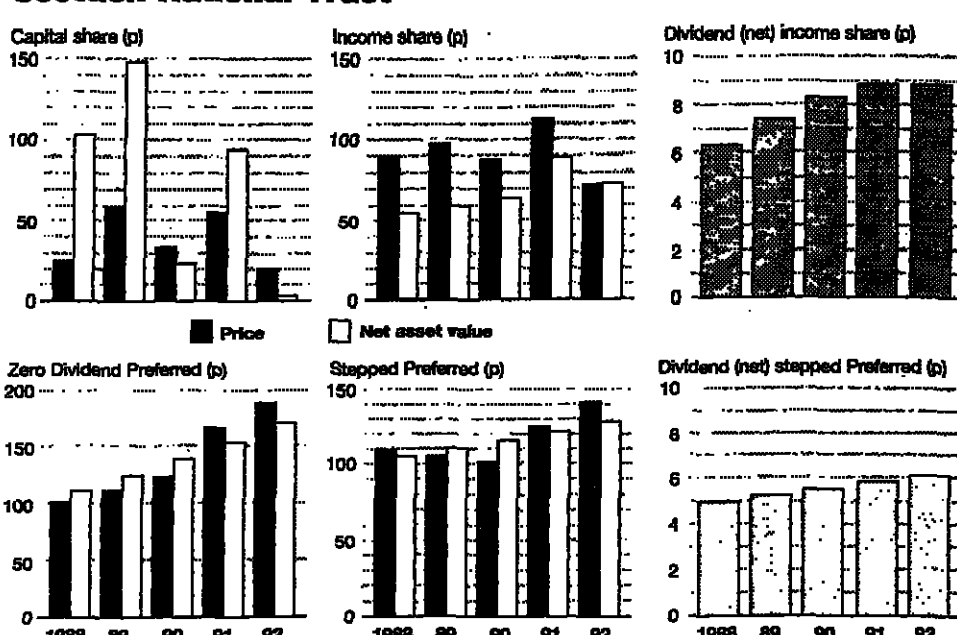 Capital share (p)
150
100
50
0
Income share (p)
150
100
50
0
Dividend (net) income share (p)
10
8
6
4
2
0
Price
Net asset value
Zero Dividend Preferred (p)
200
150
100
50
0
1988 89 90 91 92
Stepped Preferred (p)
150
100
50
0
1988 89 90 91 92
Dividend (net) stepped Preferred (p)
10
8
6
4
2
0
1988 89 90 91 92